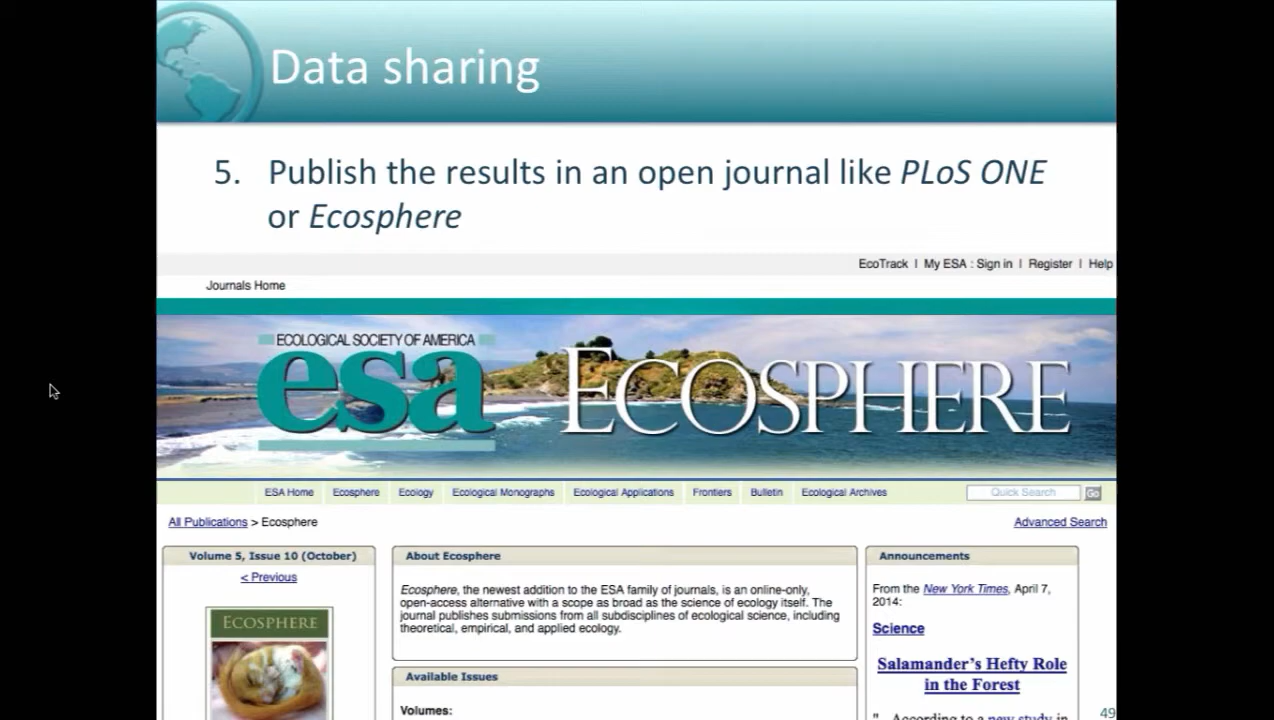 Data sharing
5. Publish the results in an open journal like PLoS ONE
or Ecosphere
EcoTrack | My ESA : Sign in | Register | Help
Journals Home
ECOLOGICAL SOCIETY OF AMERICA
esa
ECOSPHERE
ESA Home Ecosphere Ecology Ecological Monographs Ecological Applications Frontiers Bulletin Ecological Archives Quick Search Go
All Publications > Ecosphere
Advanced Search
Volume 5, Issue 10 (October)
< Previous
ECOSPHERE
About Ecosphere
Ecosphere, the newest addition to the ESA family of journals, is an online-only,
open-access alternative with a scope as broad as the science of ecology itself. The
journal publishes submissions from all subdisciplines of ecological science, including
theoretical, empirical, and applied ecology.
Available Issues
Volumes:
Announcements
From the New York Times, April 7,
2014:
Science
Salamander's Hefty Role
in the Forest
"...According to a new study in
49